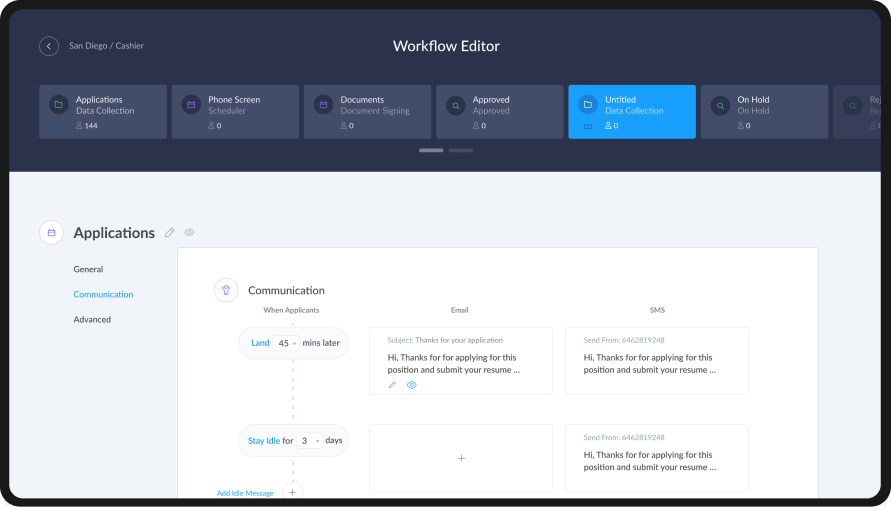 San Diego / Cashier
Workflow Editor
Applications
Data Collection
144
Phone Screen
Scheduler
0
Documents
Document Signing
0
Approved
Approved
0
Untitled
Data Collection
0
On Hold
On Hold
0
Applications
General
Communication
Advanced
Communication
When Applicants
Email
SMS
Land 45 mins later
Subject: Thanks for your application
Hi, Thanks for for applying for this
position and submit your resume ...
Send From: 6462819248
Hi, Thanks for for applying for this
position and submit your resume ...
Stay Idle for 3 days
+
Send From: 6462819248
Hi, Thanks for for applying for this
position and submit your resume ...
Add Idle Message +